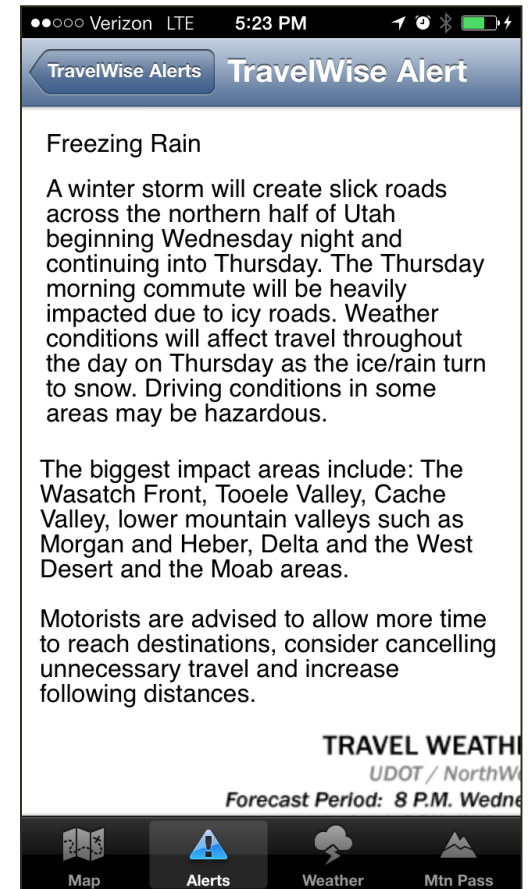 Verizon LTE 5:23 PM
TravelWise Alerts TravelWise Alert
Freezing Rain
A winter storm will create slick roads
across the northern half of Utah
beginning Wednesday night and
continuing into Thursday. The Thursday
morning commute will be heavily
impacted due to icy roads. Weather
conditions will affect travel throughout
the day on Thursday as the ice/rain turn
to snow. Driving conditions in some
areas may be hazardous.
The biggest impact areas include: The
Wasatch Front, Tooele Valley, Cache
Valley, lower mountain valleys such as
Morgan and Heber, Delta and the West
Desert and the Moab areas.
Motorists are advised to allow more time
to reach destinations, consider cancelling
unnecessary travel and increase
following distances.
TRAVEL
UDOT /
Forecast Period: 8 P.M.
Map Alerts Weather Mtn Pass